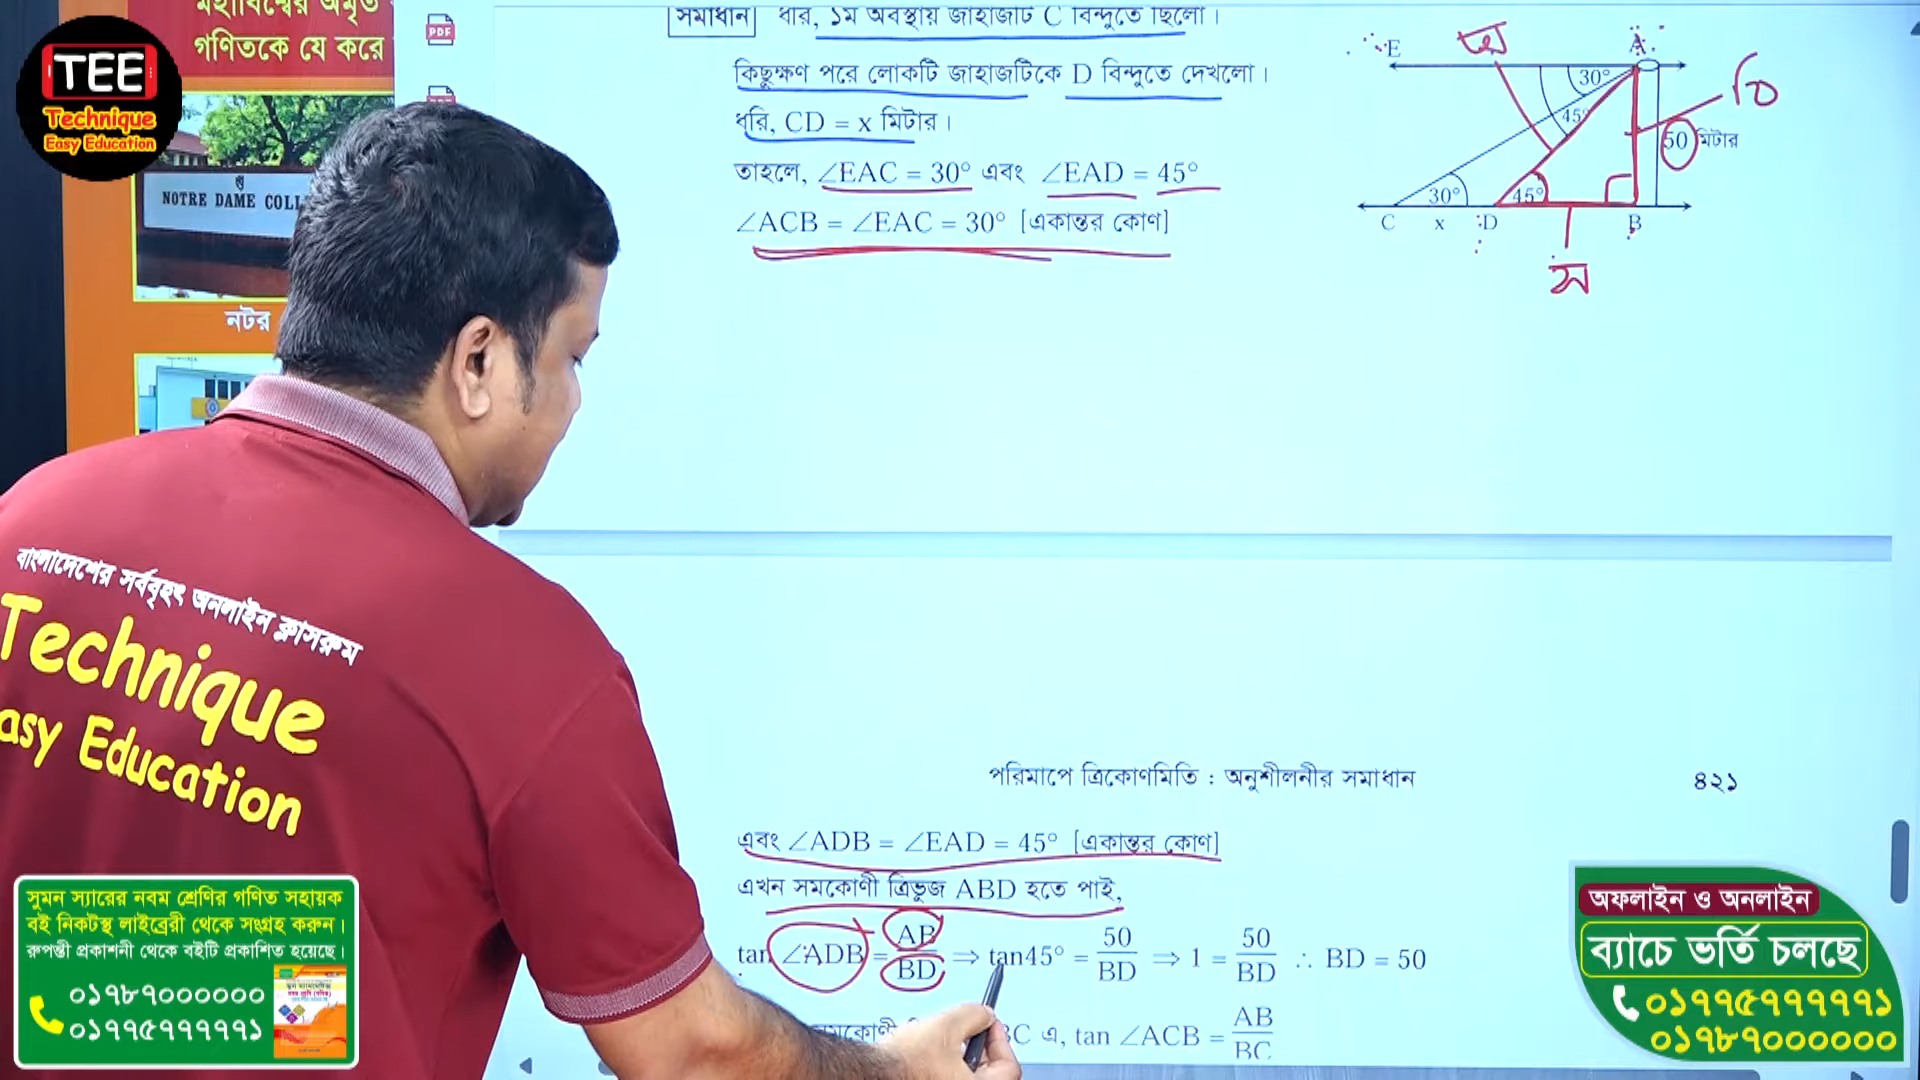 মহাবিশ্বের অমৃত
গণিতকে যে করে
TEE
Technique
Easy Education
NOTRE DAME COLL
নটর
সমাধান ধরি, ১ম অবস্থায় জাহাজটি C বিন্দুতে ছিলো।
কিছুক্ষণ পরে লোকটি জাহাজটিকে D বিন্দুতে দেখলো।
ধরি, CD = x মিটার।
তাহলে, ∠EAC = 30° এবং ∠EAD = 45°
∠ACB = ∠EAC = 30° [একান্তর কোণ]
E A
30°
45°
50 মিটার
30° 45°
C x D B
স
পরিমাপে ত্রিকোণমিতি : অনুশীলনীর সমাধান ৪২১
এবং ∠ADB = ∠EAD = 45° [একান্তর কোণ]
এখন সমকোণী ত্রিভুজ ABD হতে পাই,
tan ∠ADB = AB/BD ⇒ tan45° = 50/BD ⇒ 1 = 50/BD ∴ BD = 50
BC এ, tan ∠ACB = AB/BC
বাংলাদেশের সর্ববৃহৎ অনলাইন ক্লাসরুম
Technique
asy Education
সুমন স্যারের নবম শ্রেণির গণিত সহায়ক
বই নিকটস্থ লাইব্রেরী থেকে সংগ্রহ করুন।
রুপন্তী প্রকাশনী থেকে বইটি প্রকাশিত হয়েছে।
০১৭৮৭০০০০০০
০১৭৭৫৭৭৭৭৭১
অফলাইন ও অনলাইন
ব্যাচে ভর্তি চলছে
০১৭৭৫৭৭৭৭৭১
০১৭৮৭০০০০০০